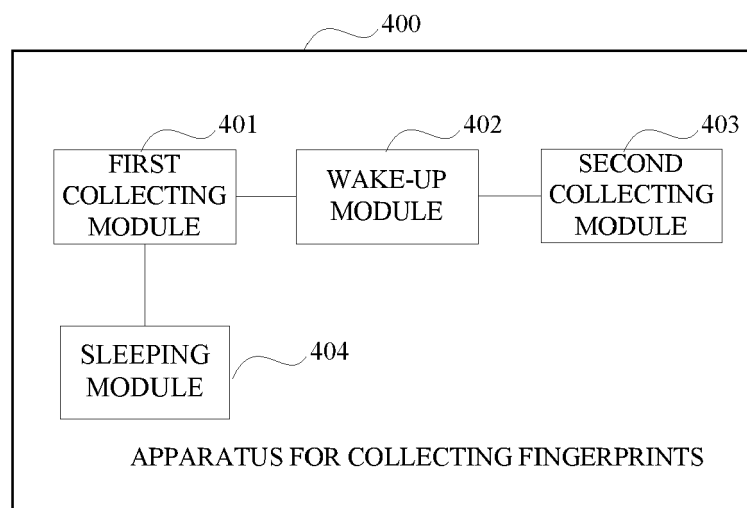 400
401
402
403
FIRST
COLLECTING
MODULE
WAKE-UP
MODULE
SECOND
COLLECTING
MODULE
SLEEPING
MODULE
404
APPARATUS FOR COLLECTING FINGERPRINTS